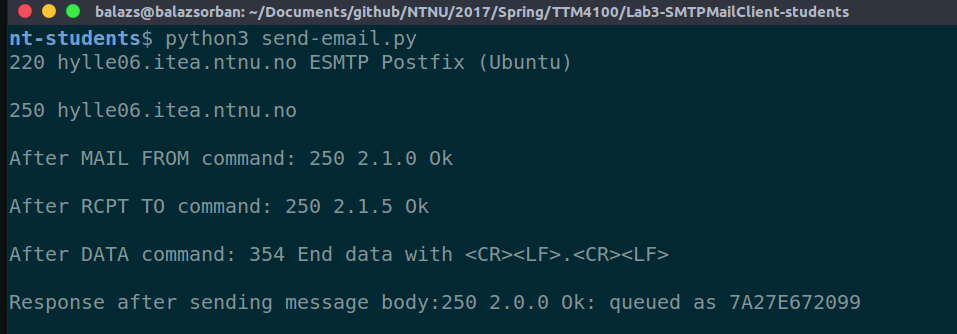 balazs@balazsorban: ~/Documents/github/NTNU/2017/Spring/TTM4100/Lab3-SMTPMailClient-students
nt-students$ python3 send-email.py
220 hylle06.itea.ntnu.no ESMTP Postfix (Ubuntu)
250 hylle06.itea.ntnu.no
After MAIL FROM command: 250 2.1.0 Ok
After RCPT TO command: 250 2.1.5 Ok
After DATA command: 354 End data with <CR><LF>.<CR><LF>
Response after sending message body:250 2.0.0 Ok: queued as 7A27E672099